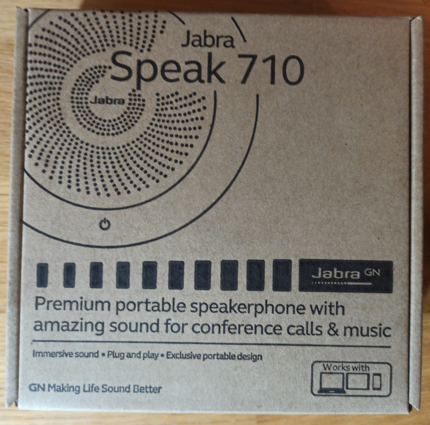 Jabra
Speak 710
Jabra
Jabra GN
Premium portable speakerphone with
amazing sound for conference calls & music
Immersive sound • Plug and play • Exclusive portable design
Works with
GN Making Life Sound Better